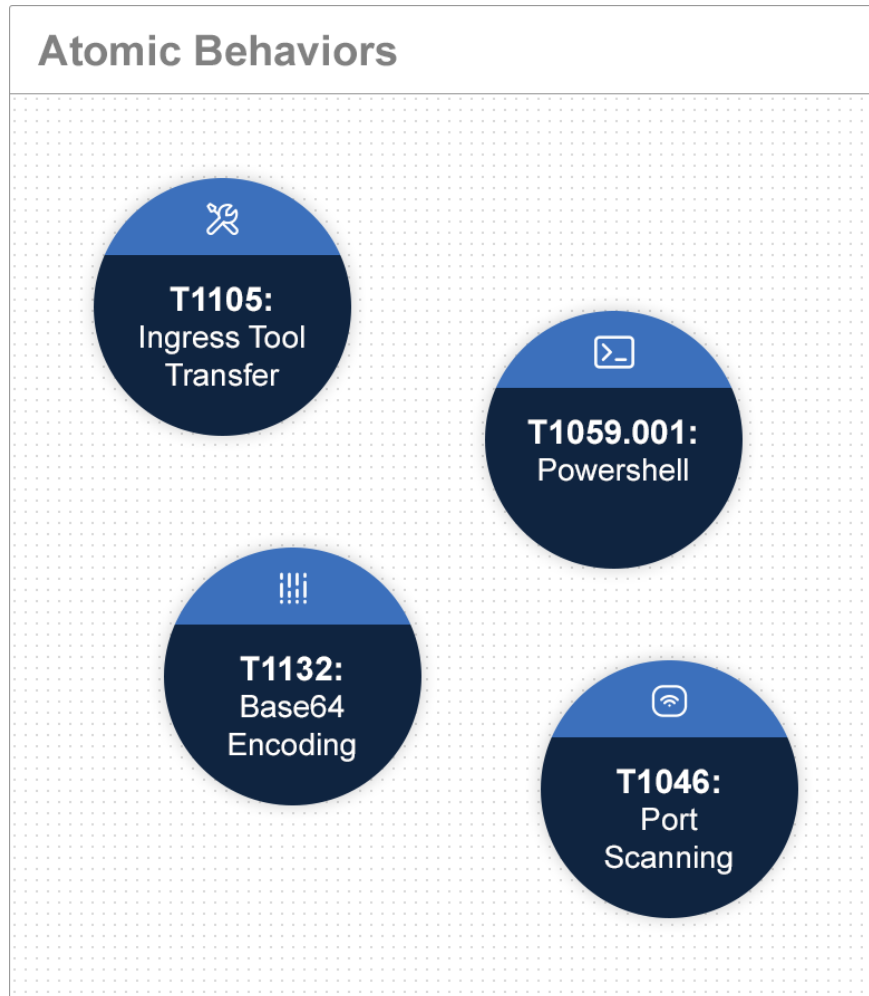 Atomic Behaviors
T1105:
Ingress Tool
Transfer
T1059.001:
Powershell
T1132:
Base64
Encoding
T1046:
Port
Scanning